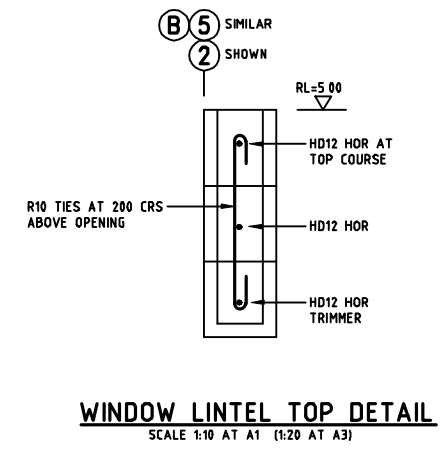 B 5 SIMILAR
2 SHOWN
RL=5 00
HD12 HOR AT
TOP COURSE
R10 TIES AT 200 CRS
ABOVE OPENING
HD12 HOR
HD12 HOR
TRIMMER
WINDOW LINTEL TOP DETAIL
SCALE 1:10 AT A1 (1:20 AT A3)